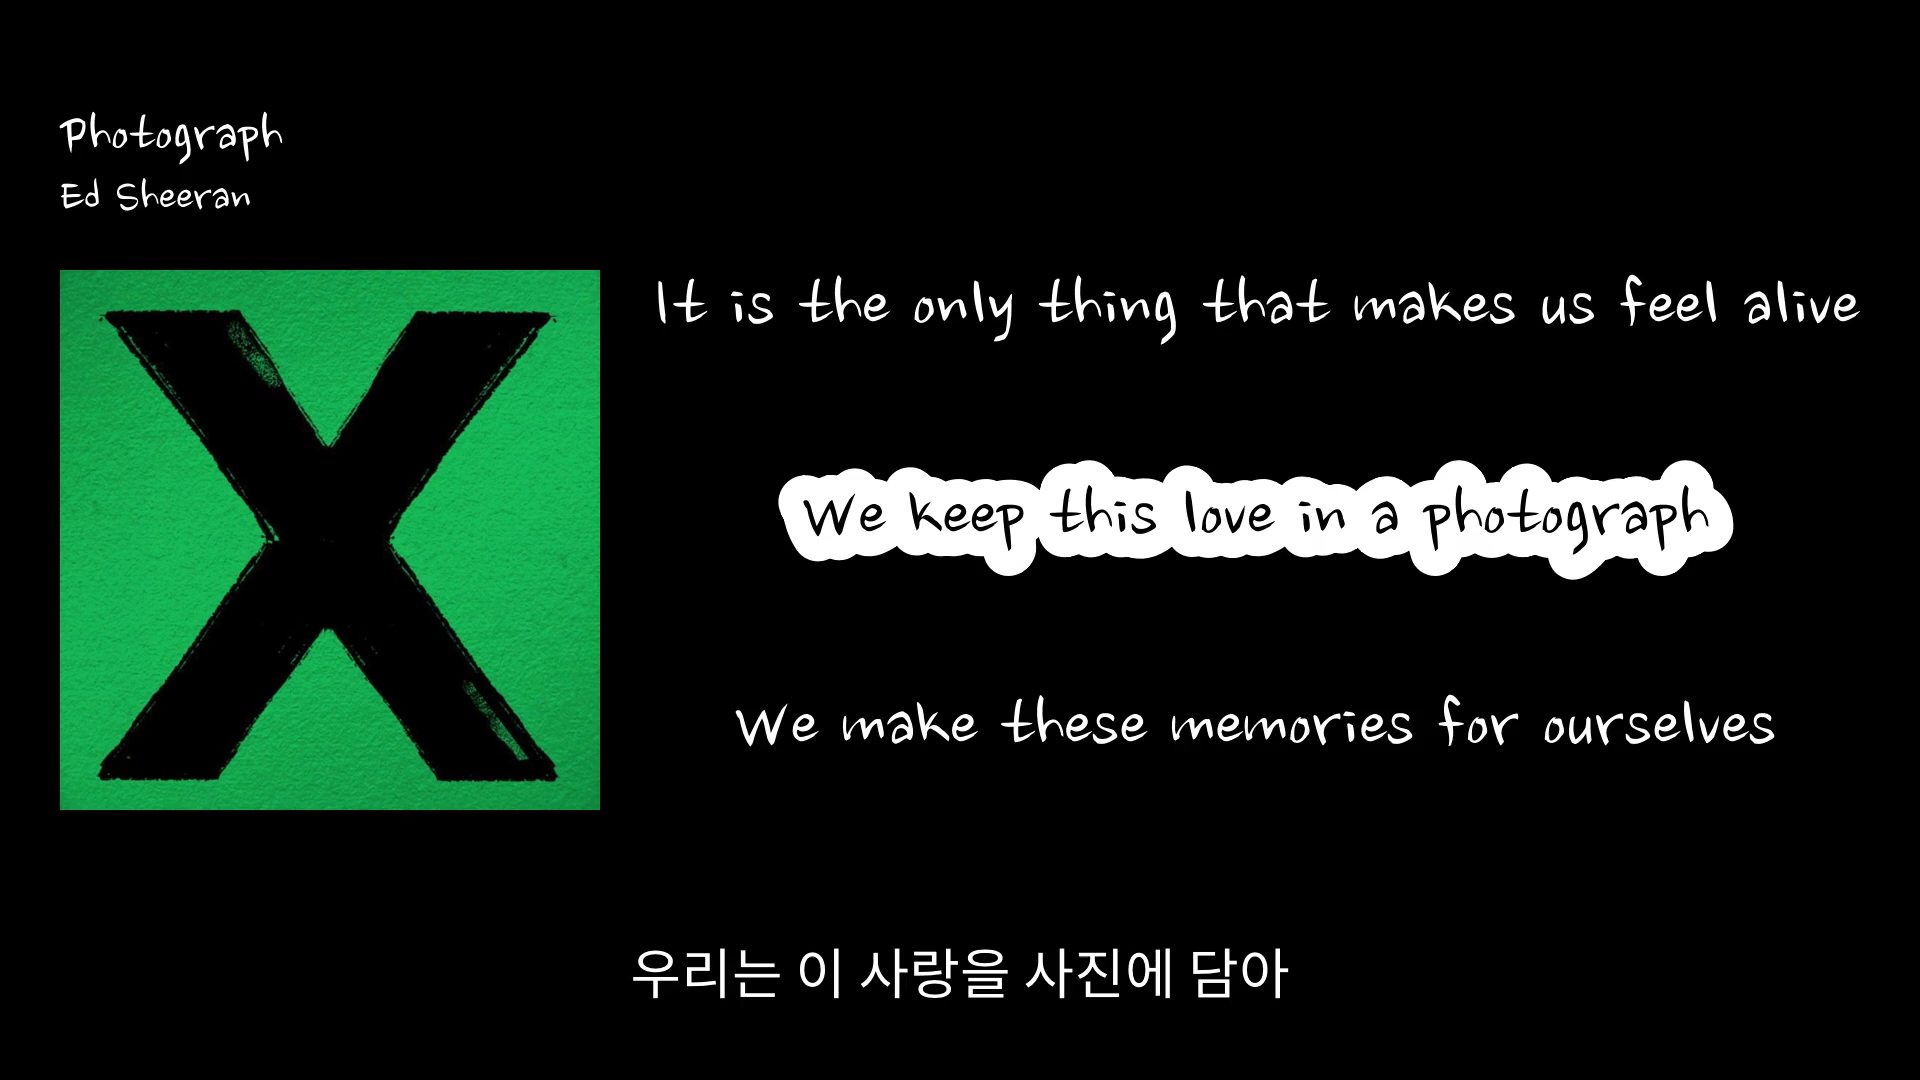 Photograph
Ed Sheeran
X
It is the only thing that makes us feel alive
We keep this love in a photograph
We make these memories for ourselves
우리는 이 사랑을 사진에 담아